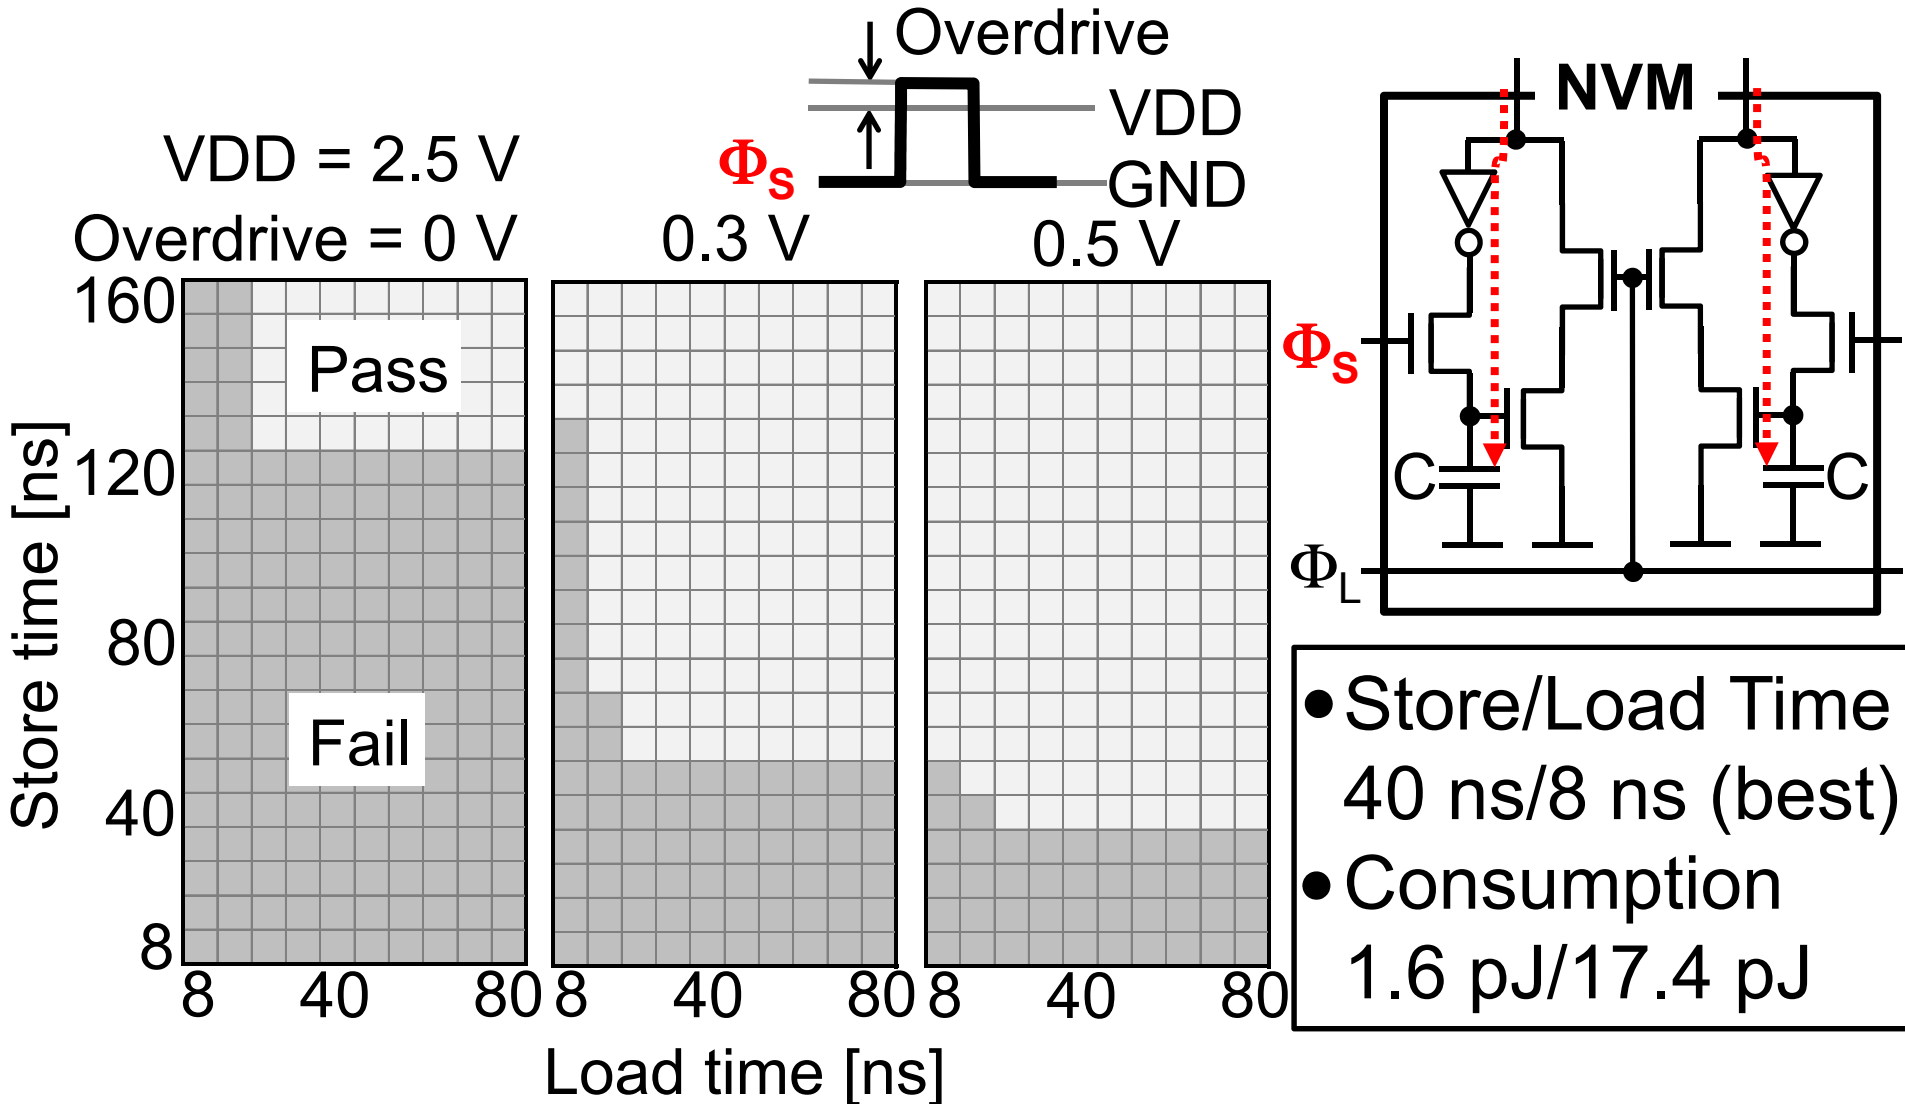 Overdrive
VDD
GND
ΦS
VDD = 2.5 V
Overdrive = 0 V
0.3 V
0.5 V
Store time [ns]
160
120
80
40
8
Pass
Fail
8 40 80
8 40 80
8 40 80
Load time [ns]
NVM
ΦS
C
C
ΦL
● Store/Load Time
40 ns/8 ns (best)
● Consumption
1.6 pJ/17.4 pJ